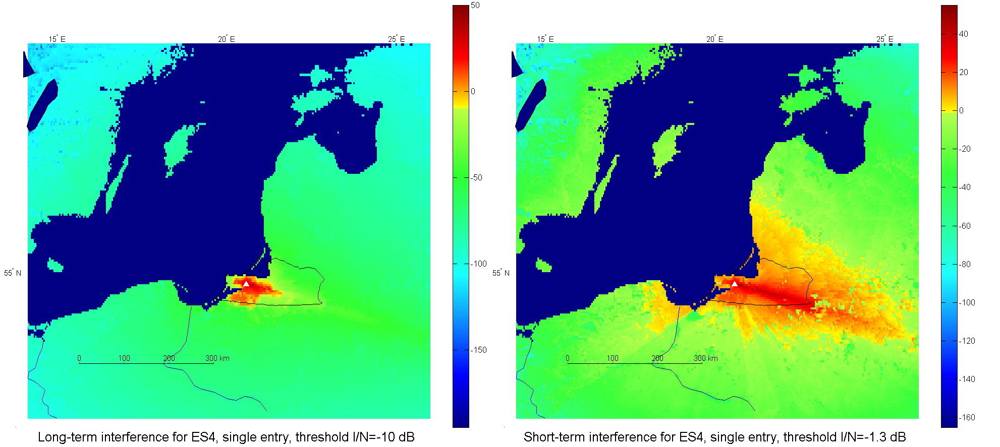 50
0
-50
-100
-150
15° E 20° E 25° E
55° N
0 100 200 300 km
Long-term interference for ES4, single entry, threshold I/N=-10 dB
15° E 20° E 25° E
55° N
0 100 200 300 km
40
20
0
-20
-40
-60
-80
-100
-120
-140
-160
Short-term interference for ES4, single entry, threshold I/N=-1.3 dB